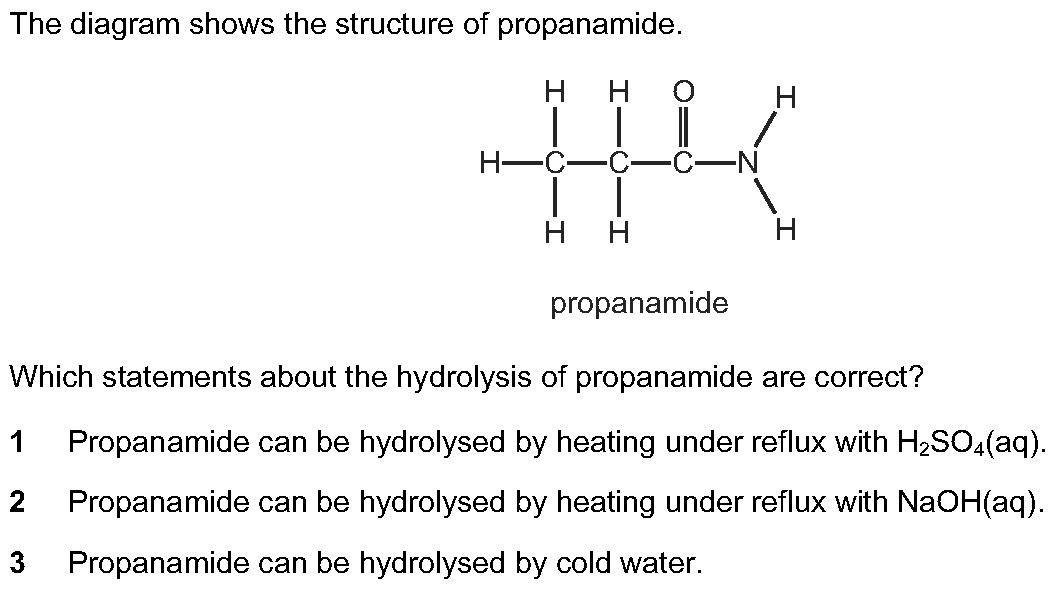 The diagram shows the structure of propanamide.
H H O H
H C C C N
H H H
propanamide
Which statements about the hydrolysis of propanamide are correct?
1 Propanamide can be hydrolysed by heating under reflux with H₂SO₄(aq).
2 Propanamide can be hydrolysed by heating under reflux with NaOH(aq).
3 Propanamide can be hydrolysed by cold water.